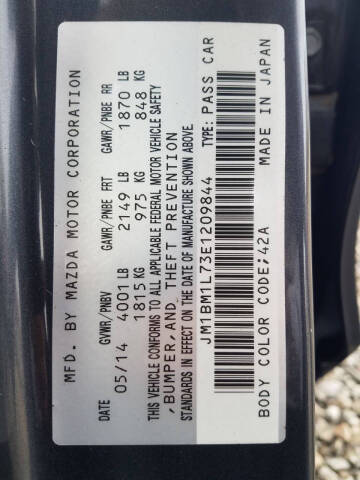 MFD. BY MAZDA MOTOR CORPORATION
DATE GVWR/PNBV GAWR/PNBE FRT GAWR/PNBE RR
05/14 4001 LB 2149 LB 1870 LB
1815 KG 975 KG 848 KG
THIS VEHICLE CONFORMS TO ALL APPLICABLE FEDERAL MOTOR VEHICLE SAFETY
,BUMPER,AND THEFT PREVENTION
STANDARDS IN EFFECT ON THE DATE OF MANUFACTURE SHOWN ABOVE.
JM1BM1L73E1209844 TYPE: PASS CAR
MADE IN JAPAN
BODY COLOR CODE;42A